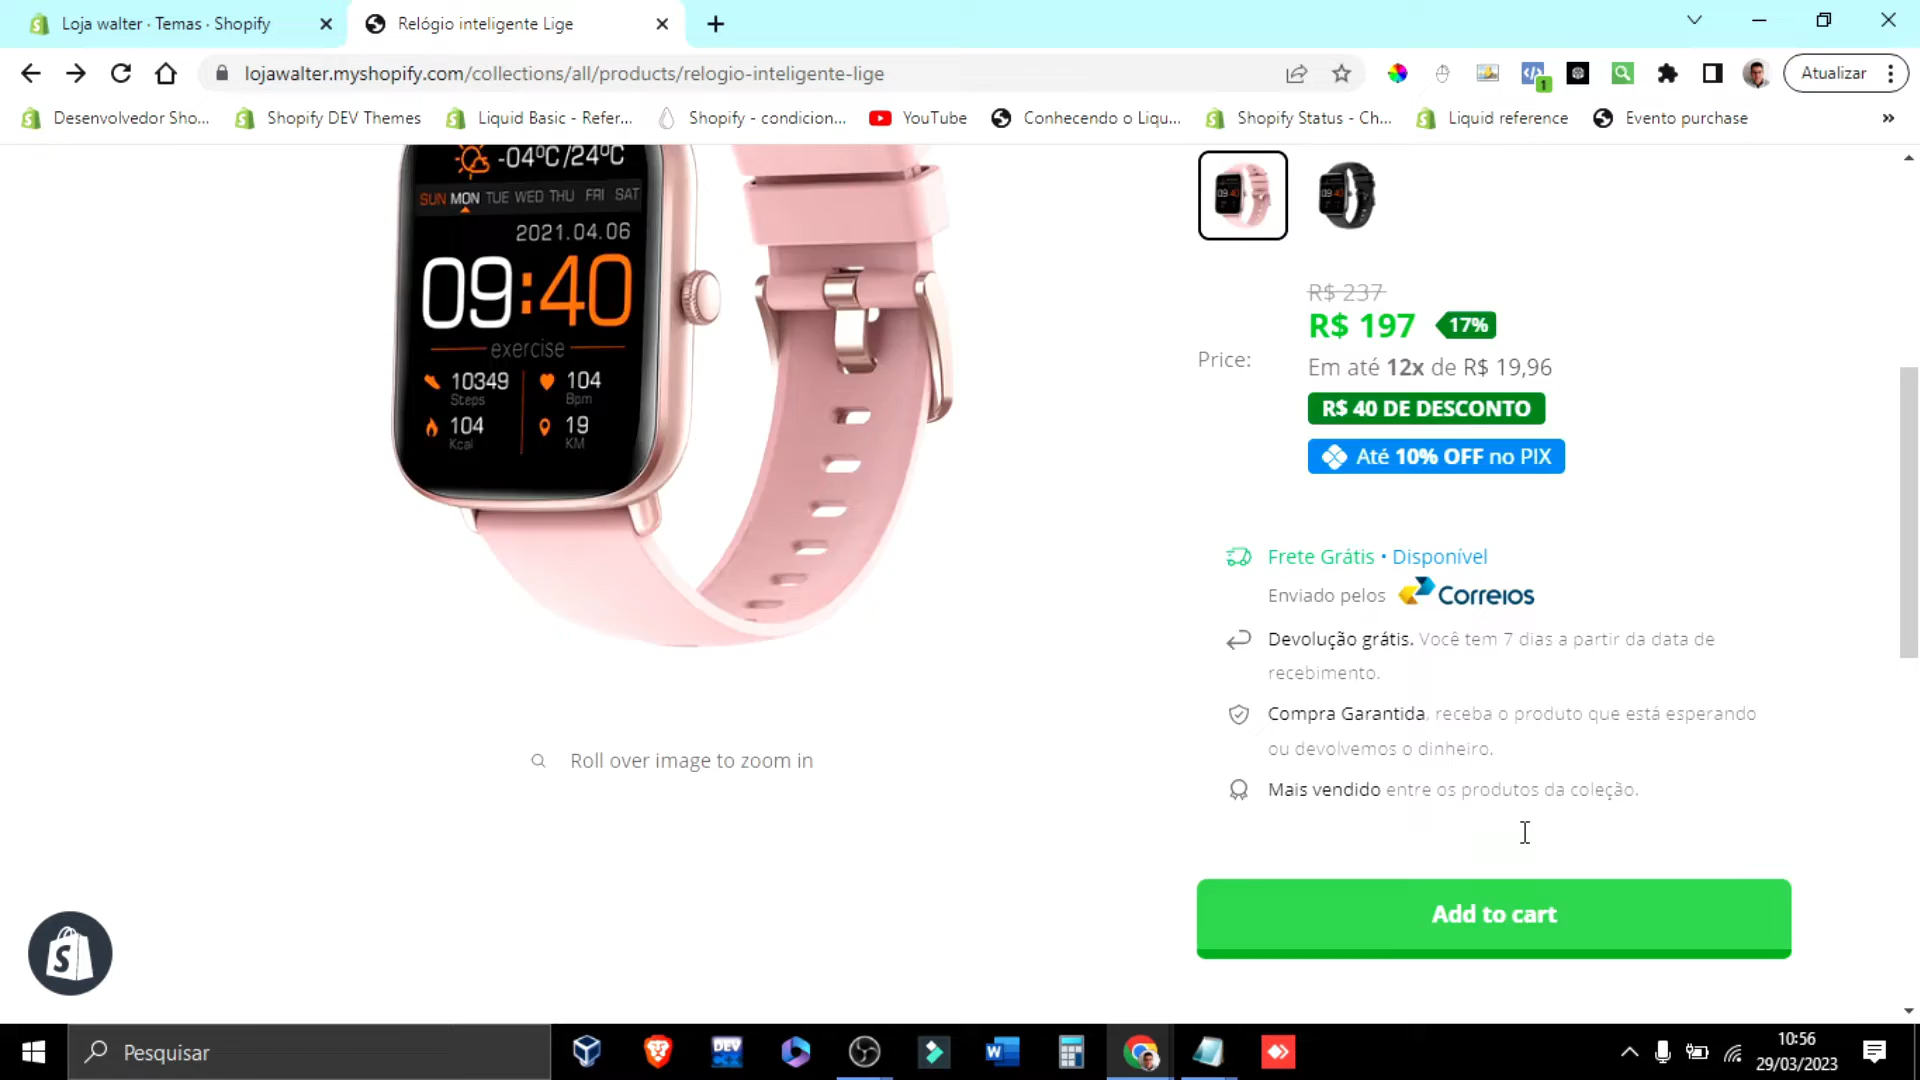 Loja walter · Temas · Shopify
Relógio inteligente Lige
lojawalter.myshopify.com/collections/all/products/relogio-inteligente-lige
Atualizar
Desenvolvedor Sho...
Shopify DEV Themes
Liquid Basic - Refer...
Shopify - condicion...
YouTube
Conhecendo o Liqu...
Shopify Status - Ch...
Liquid reference
Evento purchase
»
-04ºC/24ºC
SUN MON TUE WED THU FRI SAT
2021.04.06
09:40
exercise
10349
Steps
104
Bpm
104
Kcal
19
KM
Roll over image to zoom in
R$ 237
R$ 197
17%
Price:
Em até 12x de R$ 19,96
R$ 40 DE DESCONTO
Até 10% OFF no PIX
Frete Grátis • Disponível
Enviado pelos Correios
Devolução grátis. Você tem 7 dias a partir da data de
recebimento.
Compra Garantida, receba o produto que está esperando
ou devolvemos o dinheiro.
Mais vendido entre os produtos da coleção.
Add to cart
Pesquisar
DEV
10:56
29/03/2023